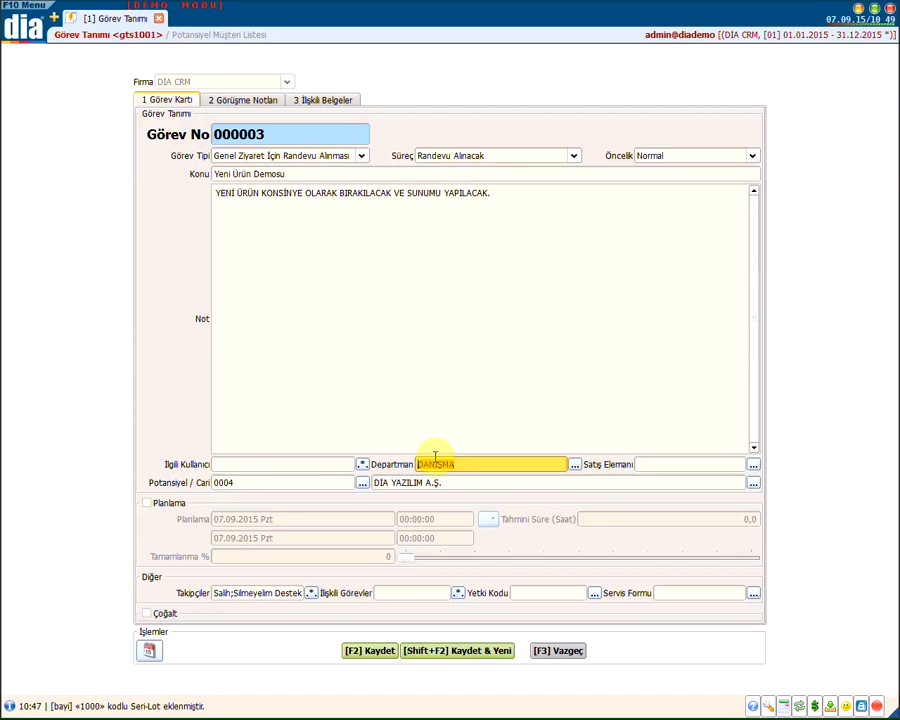 F10 Menu
[DEMO MODU]
dia
[1] Görev Tanımı
07.09.15/10 49
Görev Tanımı <gts1001> / Potansiyel Müşteri Listesi
admin@diademo [(DİA CRM, [01] 01.01.2015 - 31.12.2015 ")]
Firma DİA CRM
1 Görev Kartı
2 Görüşme Notları
3 İlişkili Belgeler
Görev Tanımı
Görev No 000003
Görev Tipi Genel Ziyaret İçin Randevu Alınması
Süreç Randevu Alınacak
Öncelik Normal
Konu Yeni Ürün Demosu
YENİ ÜRÜN KONSİNYE OLARAK BIRAKILACAK VE SUNUMU YAPILACAK.
Not
İlgili Kullanıcı .*. Departman DANIŞMA ... Satış Elemanı ...
Potansiyel / Cari 0004 ... DİA YAZILIM A.Ş. ...
Planlama
Planlama 07.09.2015 Pzt 00:00:00 Tahmini Süre (Saat) 0,0
07.09.2015 Pzt 00:00:00
Tamamlanma % 0
Diğer
Takipçiler Salih;Silmeyelim Destek .*. İlişkili Görevler .*. Yetki Kodu ... Servis Formu ...
Çoğalt
İşlemler
[F2] Kaydet
[Shift+F2] Kaydet & Yeni
[F3] Vazgeç
10:47 | [bayi] «1000» kodlu Seri-Lot eklenmiştir.